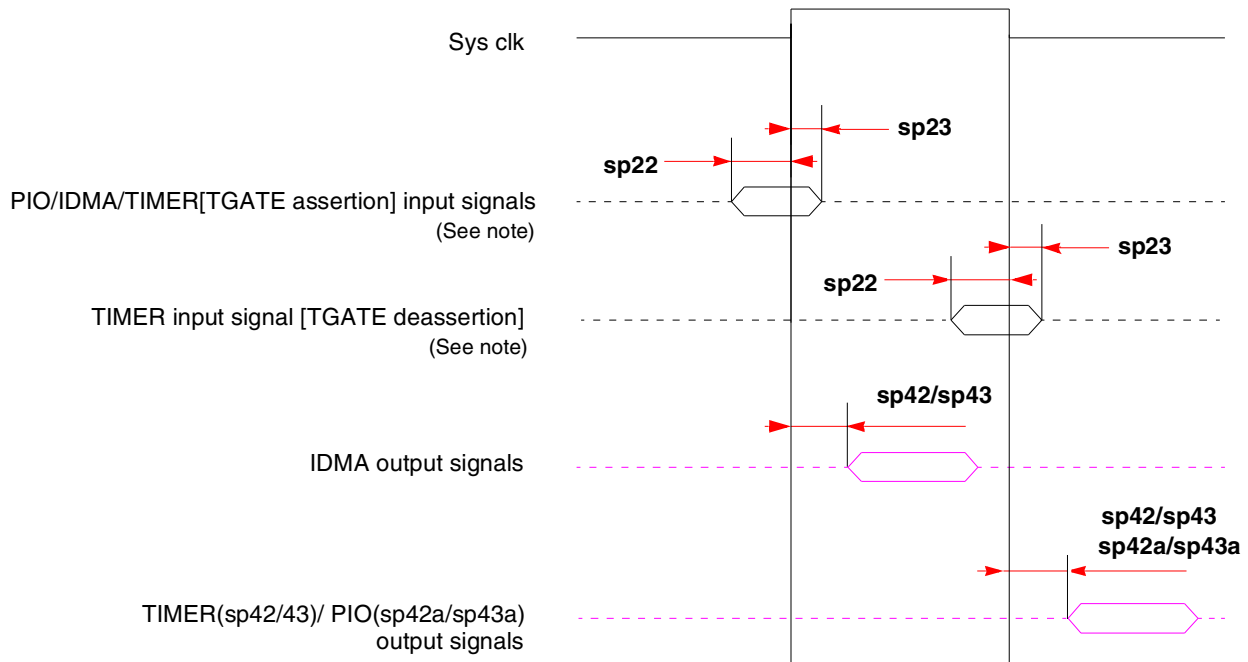 Sys clk
sp23
sp22
PIO/IDMA/TIMER[TGATE assertion] input signals
(See note)
sp23
sp22
TIMER input signal [TGATE deassertion]
(See note)
sp42/sp43
IDMA output signals
sp42/sp43
sp42a/sp43a
TIMER(sp42/43)/ PIO(sp42a/sp43a)
output signals